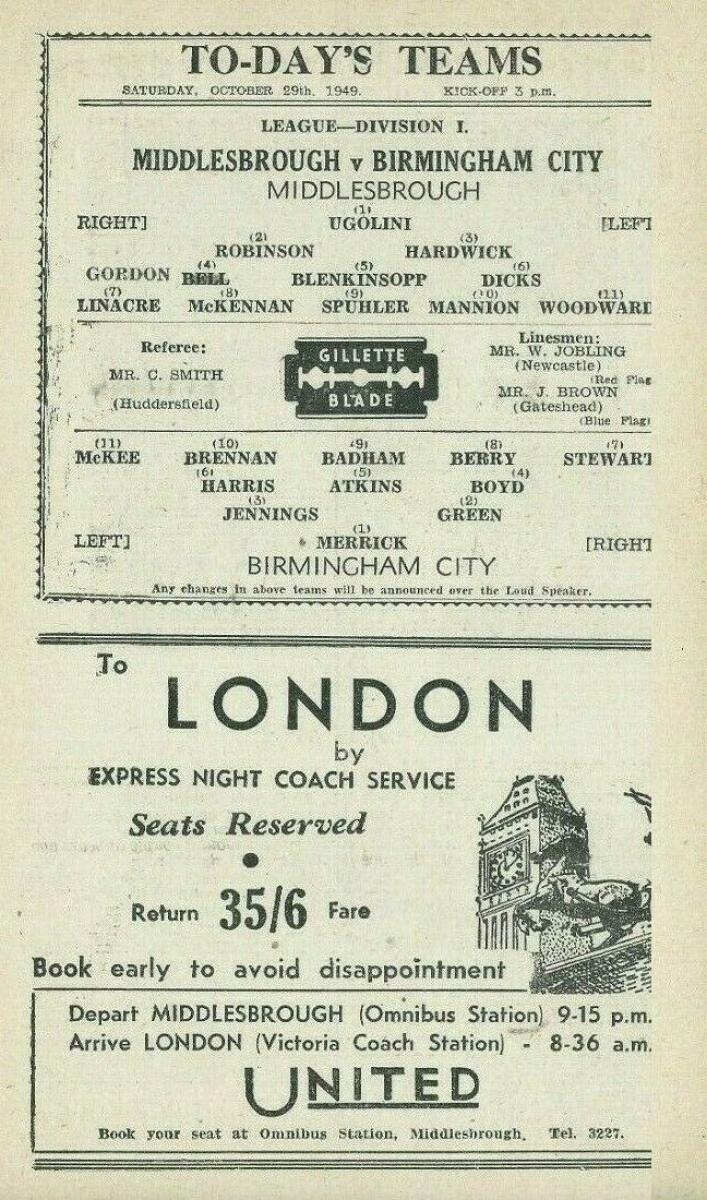 TO-DAY'S TEAMS
SATURDAY, OCTOBER 29th, 1949. KICK-OFF 3 p.m.
LEAGUE—DIVISION I.
MIDDLESBROUGH v BIRMINGHAM CITY
MIDDLESBROUGH
(1)
RIGHT] UGOLINI [LEFT
(2) (3)
ROBINSON HARDWICK
(4) (5) (6)
GORDON BELL BLENKINSOPP DICKS
(7) (8) (9) (10) (11)
LINACRE McKENNAN SPUHLER MANNION WOODWARD
Referee:
MR. C. SMITH
(Huddersfield)
GILLETTE
BLADE
Linesmen:
MR. W. JOBLING
(Newcastle)
(Red Flag
MR. J. BROWN
(Gateshead)
(Blue Flag)
(11) (10) (9) (8) (7)
McKEE BRENNAN BADHAM BERRY STEWART
(6) (5) (4)
HARRIS ATKINS BOYD
(3) (2)
JENNINGS GREEN
(1)
LEFT] MERRICK [RIGHT
BIRMINGHAM CITY
Any changes in above teams will be announced over the Loud Speaker.
To
LONDON
by
EXPRESS NIGHT COACH SERVICE
Seats Reserved
Return 35/6 Fare
Book early to avoid disappointment
Depart MIDDLESBROUGH (Omnibus Station) 9-15 p.m.
Arrive LONDON (Victoria Coach Station) - 8-36 a.m.
UNITED
Book your seat at Omnibus Station, Middlesbrough. Tel. 3227.